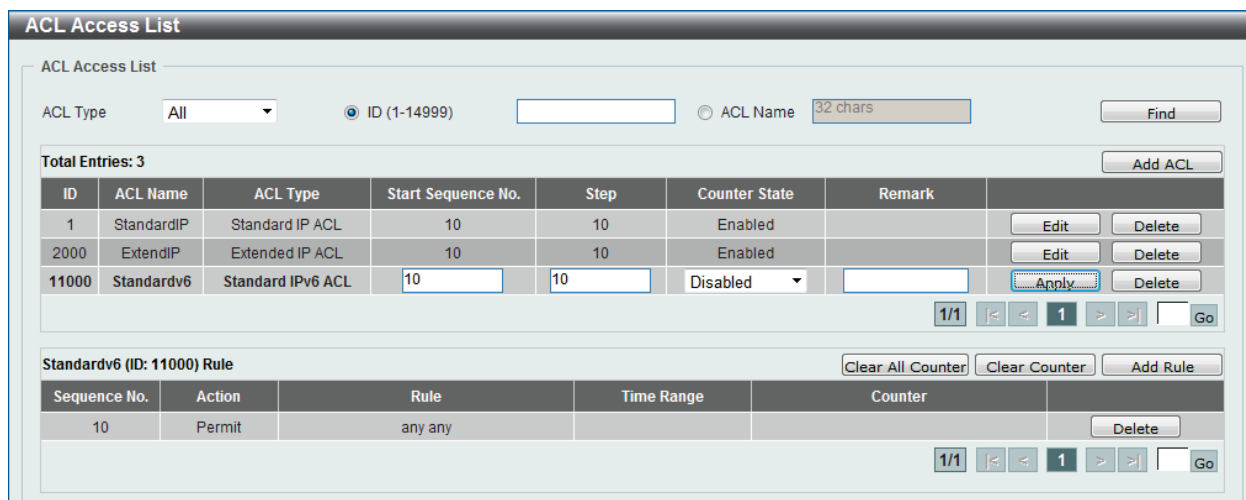 ACL Access List
ACL Access List
ACL Type All ID (1-14999) ACL Name 32 chars Find
Total Entries: 3 Add ACL
ID ACL Name ACL Type Start Sequence No. Step Counter State Remark
1 StandardIP Standard IP ACL 10 10 Enabled Edit Delete
2000 ExtendIP Extended IP ACL 10 10 Enabled Edit Delete
11000 Standardv6 Standard IPv6 ACL 10 10 Disabled Apply Delete
1/1 |< < 1 > >| Go
Standardv6 (ID: 11000) Rule Clear All Counter Clear Counter Add Rule
Sequence No. Action Rule Time Range Counter
10 Permit any any Delete
1/1 |< < 1 > >| Go